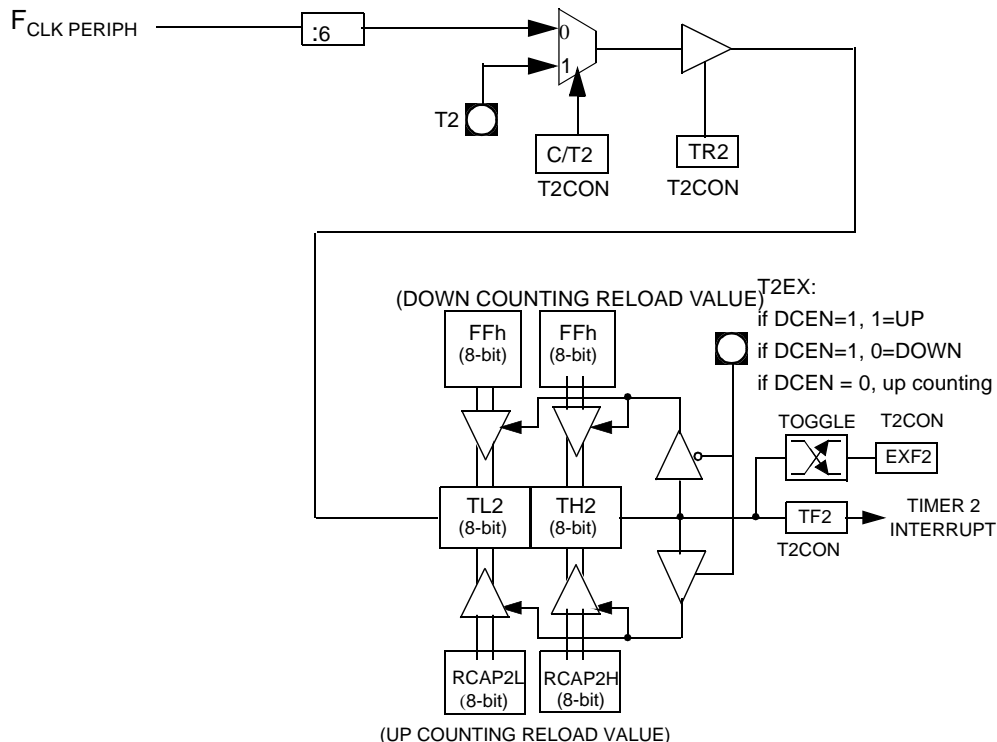 FCLK PERIPH
:6
0
1
T2
C/T2
TR2
T2CON
T2CON
T2EX:
(DOWN COUNTING RELOAD VALUE)
if DCEN=1, 1=UP
if DCEN=1, 0=DOWN
if DCEN = 0, up counting
FFh
(8-bit)
FFh
(8-bit)
TOGGLE
T2CON
EXF2
TL2
(8-bit)
TH2
(8-bit)
TF2
TIMER 2
INTERRUPT
T2CON
RCAP2L
(8-bit)
RCAP2H
(8-bit)
(UP COUNTING RELOAD VALUE)